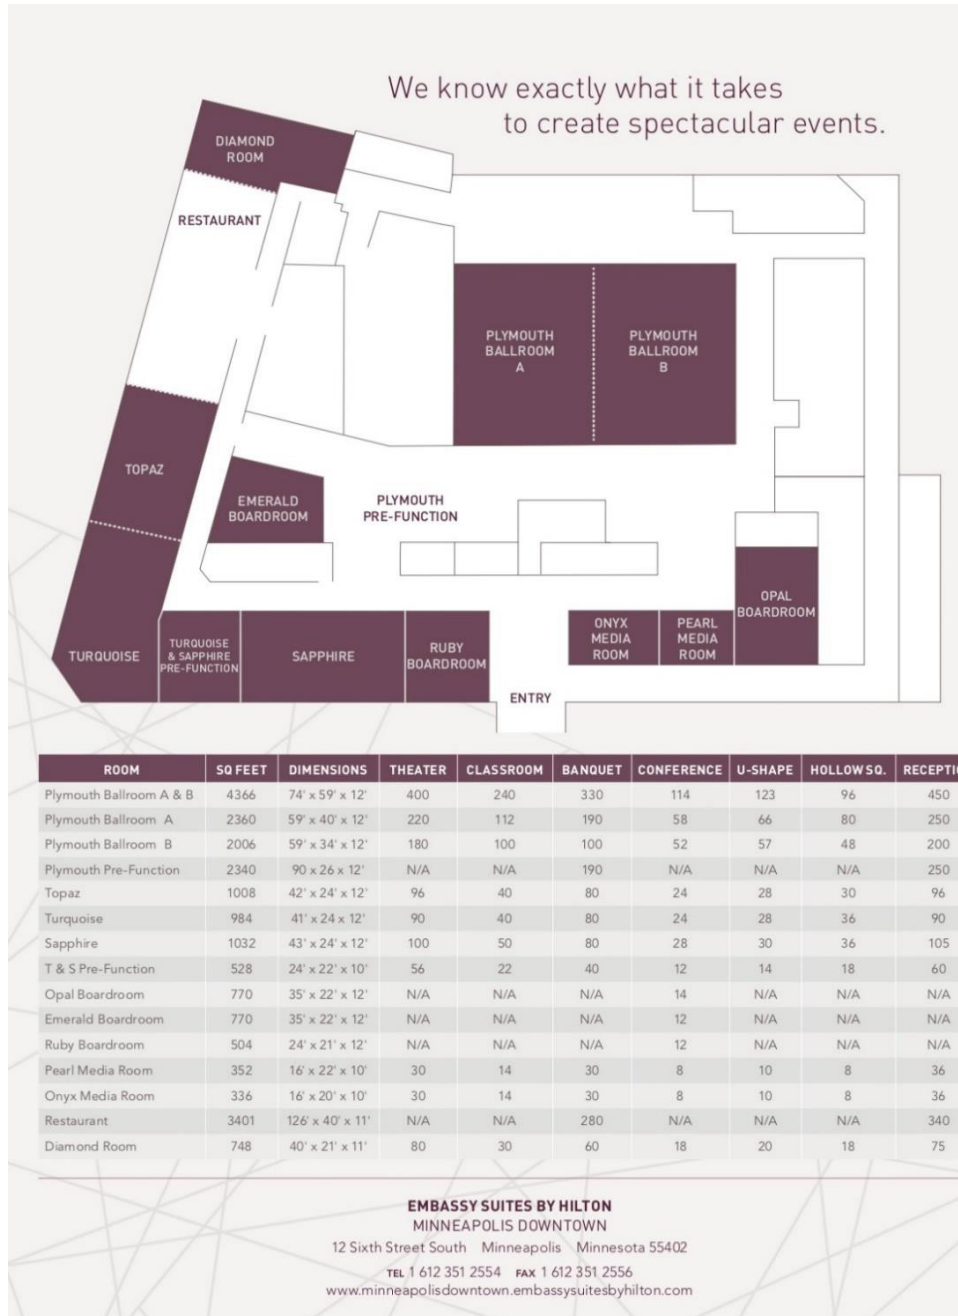 We know exactly what it takes
to create spectacular events.
DIAMOND
ROOM
RESTAURANT
PLYMOUTH
BALLROOM
A
PLYMOUTH
BALLROOM
B
TOPAZ
EMERALD
BOARDROOM
PLYMOUTH
PRE-FUNCTION
OPAL
BOARDROOM
TURQUOISE
TURQUOISE
& SAPPHIRE
PRE-FUNCTION
SAPPHIRE
RUBY
BOARDROOM
ONYX
MEDIA
ROOM
PEARL
MEDIA
ROOM
ENTRY
ROOM SQ FEET DIMENSIONS THEATER CLASSROOM BANQUET CONFERENCE U-SHAPE HOLLOW SQ. RECEPTIO
Plymouth Ballroom A & B 4366 74' x 59' x 12' 400 240 330 114 123 96 450
Plymouth Ballroom A 2360 59' x 40' x 12' 220 112 190 58 66 80 250
Plymouth Ballroom B 2006 59' x 34' x 12' 180 100 100 52 57 48 200
Plymouth Pre-Function 2340 90 x 26 x 12' N/A N/A 190 N/A N/A N/A 250
Topaz 1008 42' x 24' x 12' 96 40 80 24 28 30 96
Turquoise 984 41' x 24 x 12' 90 40 80 24 28 36 90
Sapphire 1032 43' x 24' x 12' 100 50 80 28 30 36 105
T & S Pre-Function 528 24' x 22' x 10' 56 22 40 12 14 18 60
Opal Boardroom 770 35' x 22' x 12' N/A N/A N/A 14 N/A N/A N/A
Emerald Boardroom 770 35' x 22' x 12' N/A N/A N/A 12 N/A N/A N/A
Ruby Boardroom 504 24' x 21' x 12' N/A N/A N/A 12 N/A N/A N/A
Pearl Media Room 352 16' x 22' x 10' 30 14 30 8 10 8 36
Onyx Media Room 336 16' x 20' x 10' 30 14 30 8 10 8 36
Restaurant 3401 126' x 40' x 11' N/A N/A 280 N/A N/A N/A 340
Diamond Room 748 40' x 21' x 11' 80 30 60 18 20 18 75
EMBASSY SUITES BY HILTON
MINNEAPOLIS DOWNTOWN
12 Sixth Street South Minneapolis Minnesota 55402
TEL 1 612 351 2554 FAX 1 612 351 2556
www.minneapolisdowntown.embassysuitesbyhilton.com